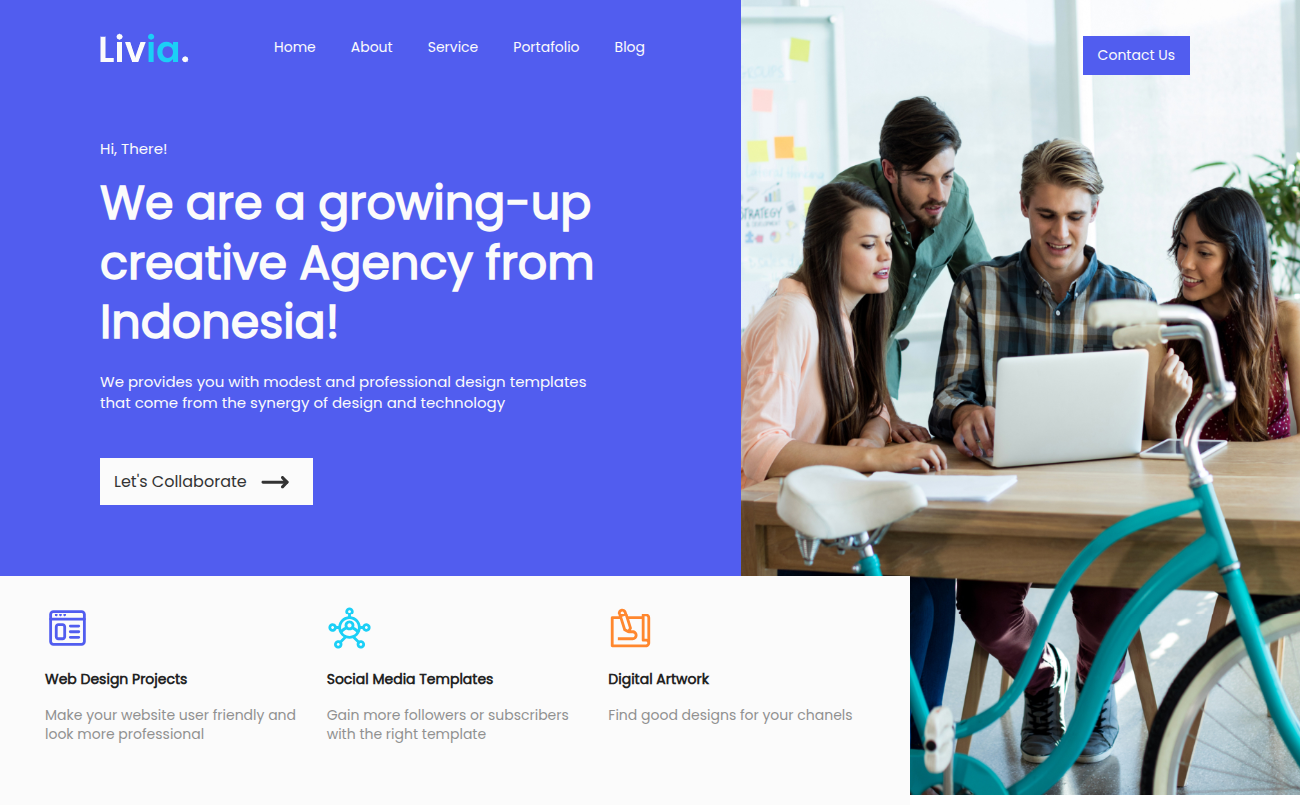 Livia.
Home About Service Portafolio Blog
Contact Us
Hi, There!
We are a growing-up
creative Agency from
Indonesia!
We provides you with modest and professional design templates
that come from the synergy of design and technology
Let's Collaborate
STRATEGY
Web Design Projects
Make your website user friendly and
look more professional
Social Media Templates
Gain more followers or subscribers
with the right template
Digital Artwork
Find good designs for your chanels